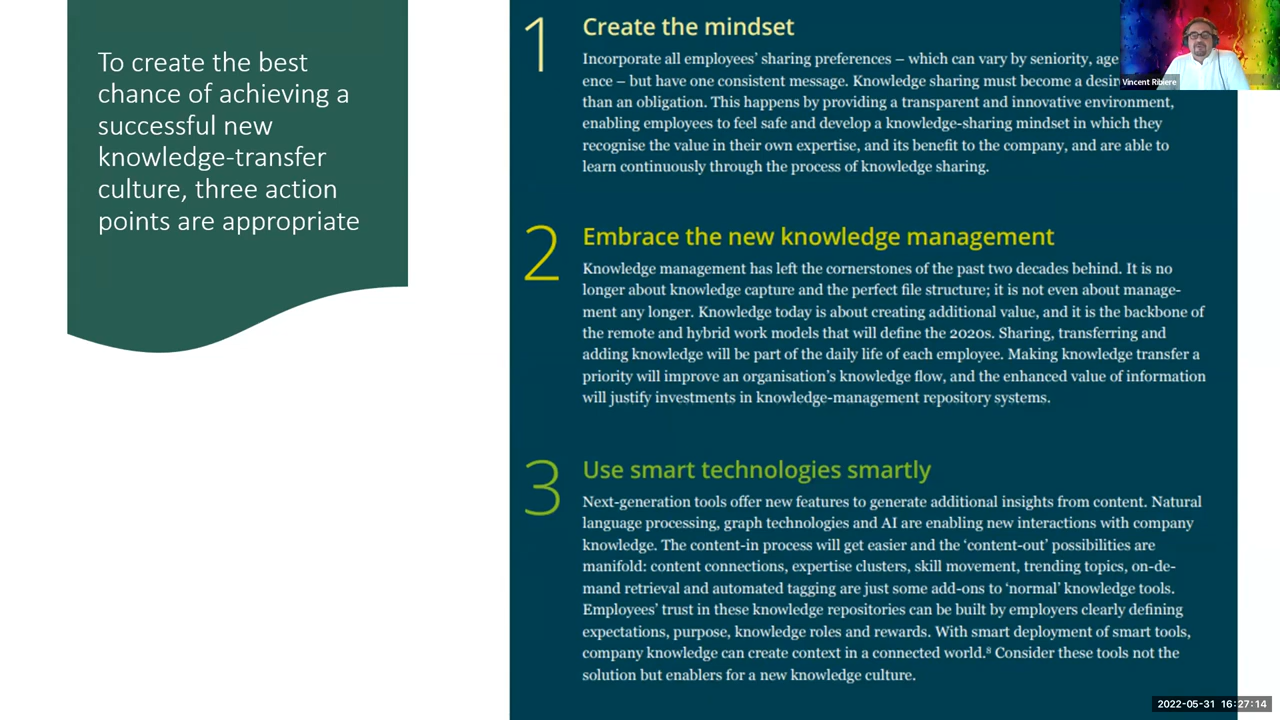 To create the best
chance of achieving a
successful new
knowledge-transfer
culture, three action
points are appropriate
1
Create the mindset
Incorporate all employees' sharing preferences – which can vary by seniority, age
ence – but have one consistent message. Knowledge sharing must become a
than an obligation. This happens by providing a transparent and innovative environment,
enabling employees to feel safe and develop a knowledge-sharing mindset in which they
recognise the value in their own expertise, and its benefit to the company, and are able to
learn continuously through the process of knowledge sharing.
2
Embrace the new knowledge management
Knowledge management has left the cornerstones of the past two decades behind. It is no
longer about knowledge capture and the perfect file structure; it is not even about manage-
ment any longer. Knowledge today is about creating additional value, and it is the backbone of
the remote and hybrid work models that will define the 2020s. Sharing, transferring and
adding knowledge will be part of the daily life of each employee. Making knowledge transfer a
priority will improve an organisation's knowledge flow, and the enhanced value of information
will justify investments in knowledge-management repository systems.
3
Use smart technologies smartly
Next-generation tools offer new features to generate additional insights from content. Natural
language processing, graph technologies and AI are enabling new interactions with company
knowledge. The content-in process will get easier and the 'content-out' possibilities are
manifold: content connections, expertise clusters, skill movement, trending topics, on-de-
mand retrieval and automated tagging are just some add-ons to 'normal' knowledge tools.
Employees' trust in these knowledge repositories can be built by employers clearly defining
expectations, purpose, knowledge roles and rewards. With smart deployment of smart tools,
company knowledge can create context in a connected world.⁸ Consider these tools not the
solution but enablers for a new knowledge culture.
Vincent Ribiere
2022-05-31 16:27:14